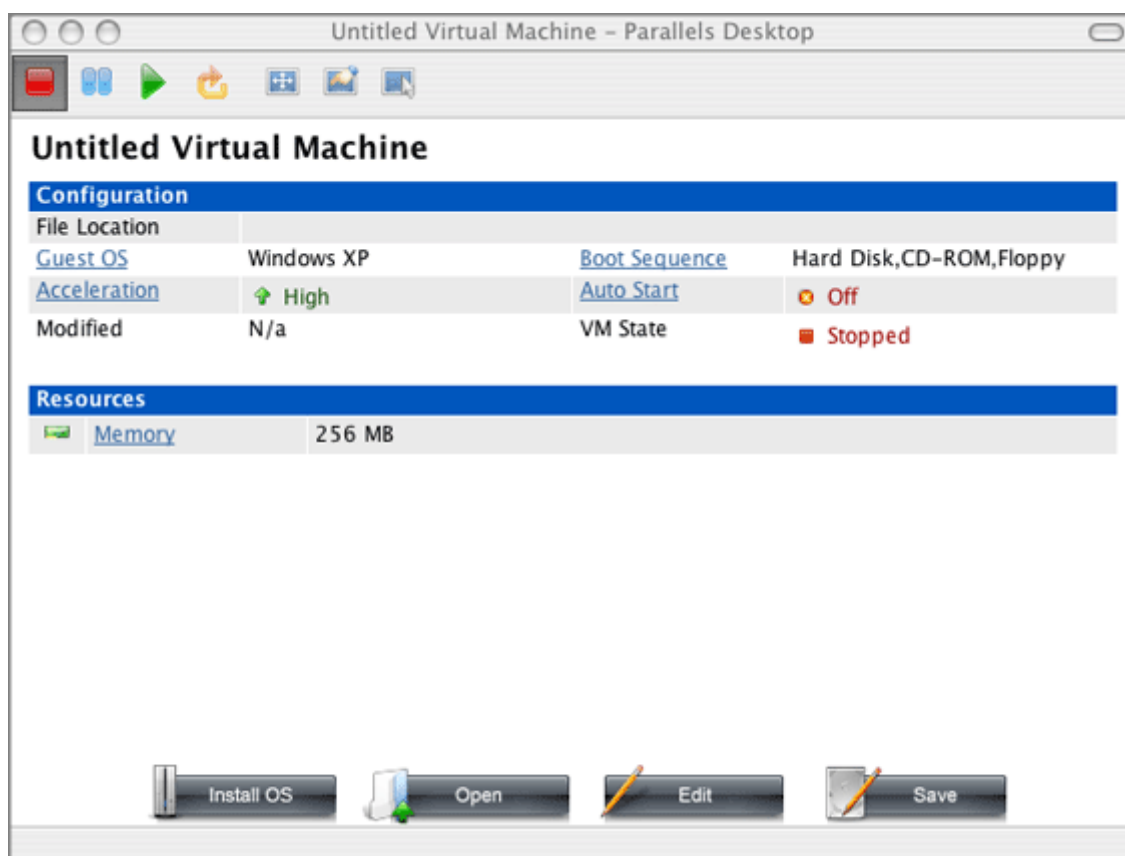 Untitled Virtual Machine – Parallels Desktop
Untitled Virtual Machine
Configuration
File Location
Guest OS Windows XP Boot Sequence Hard Disk,CD-ROM,Floppy
Acceleration High Auto Start Off
Modified N/a VM State Stopped
Resources
Memory 256 MB
Install OS Open Edit Save